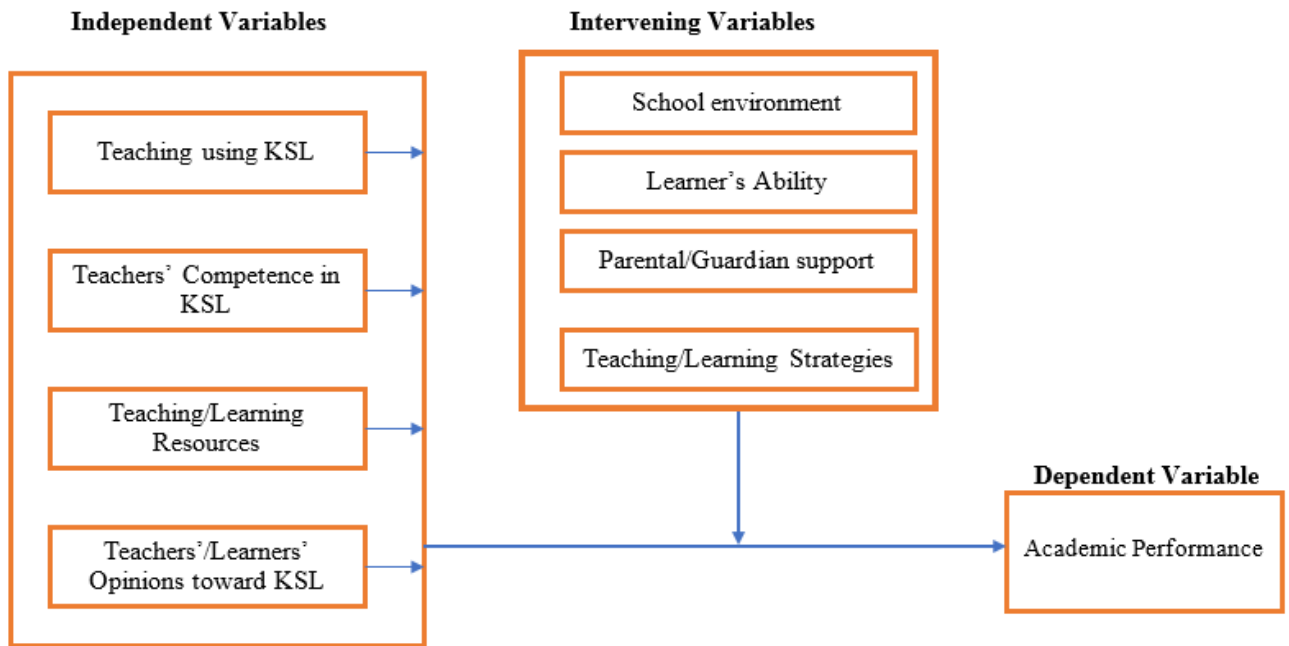 Independent Variables
Teaching using KSL
Teachers’ Competence in
KSL
Teaching/Learning
Resources
Teachers’/Learners’
Opinions toward KSL
Intervening Variables
School environment
Learner’s Ability
Parental/Guardian support
Teaching/Learning Strategies
Dependent Variable
Academic Performance